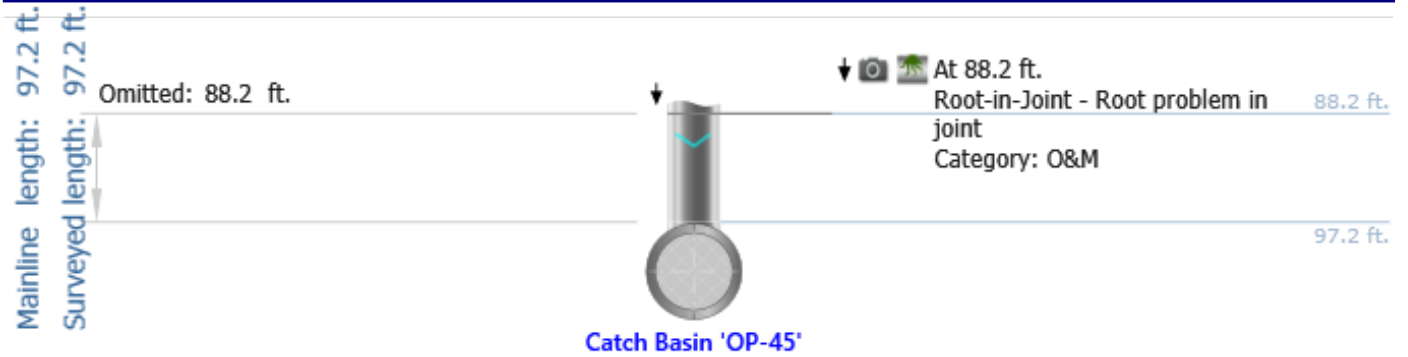 Mainline length: 97.2 ft.
Surveyed length: 97.2 ft.
Omitted: 88.2 ft.
At 88.2 ft.
Root-in-Joint - Root problem in
joint
Category: O&M
88.2 ft.
97.2 ft.
Catch Basin 'OP-45'